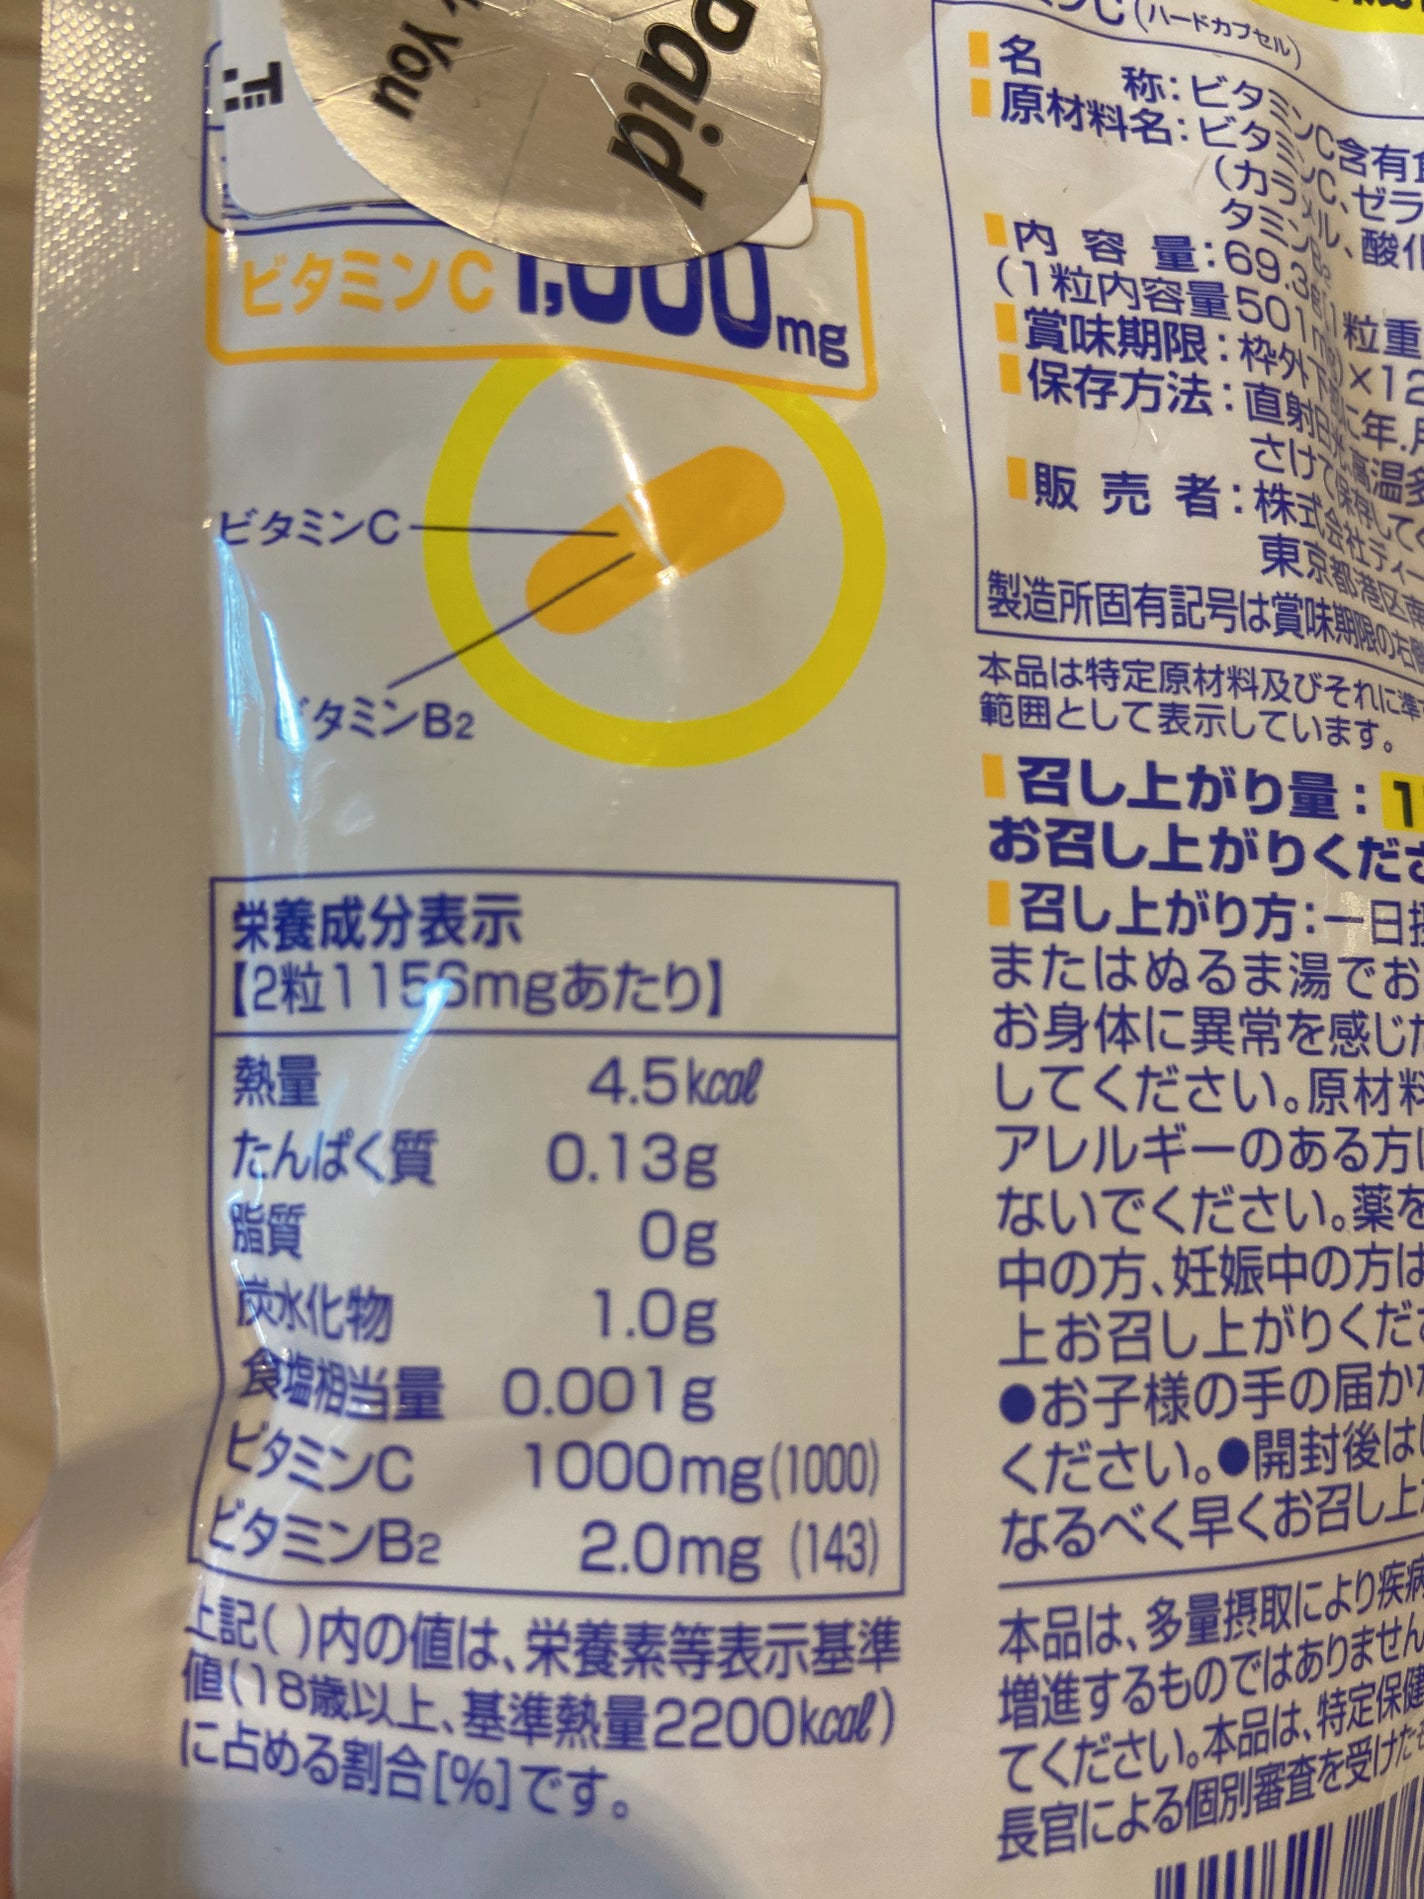 You
Paid
ビタミンC 1,000mg
ビタミンC
ビタミンB2
栄養成分表示
【2粒1156mgあたり】
熱量 4.5kcal
たんぱく質 0.13g
脂質 0g
炭水化物 1.0g
食塩相当量 0.001g
ビタミンC 1000mg(1000)
ビタミンB2 2.0mg (143)
上記( )内の値は、栄養素等表示基準
値(18歳以上、基準熱量2200kcal)
に占める割合[%]です。
(ハードカプセル)
名 称:ビタミンC含有
原材料名:ビタミンC、ゼラ
(カラメル、酸化
タミン
内 容 量:69.3
(1粒内容量501mg)×12
賞味期限:枠外下部に年.月
保存方法:直射日光、高温多
さけて保存して
販 売 者:株式会社ディー
東京都港区南
製造所固有記号は賞味期限の右
本品は特定原材料及びそれに準
範囲として表示しています。
召し上がり量:1
お召し上がりくださ
召し上がり方:一日摂
またはぬるま湯でお
お身体に異常を感じた
してください。原材料
アレルギーのある方は
ないでください。薬を
中の方、妊娠中の方は
上お召し上がりくださ
●お子様の手の届か
ください。●開封後は
なるべく早くお召し上
本品は、多量摂取により疾病
増進するものではありません
てください。本品は、特定保健
長官による個別審査を受けた